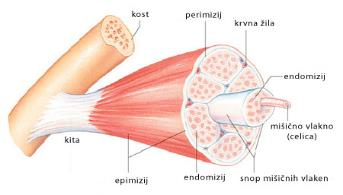 kost
perimizij
krvna žila
endomizij
mišično vlakno
(celica)
kita
epimizij
endomizij
snop mišičnih vlaken